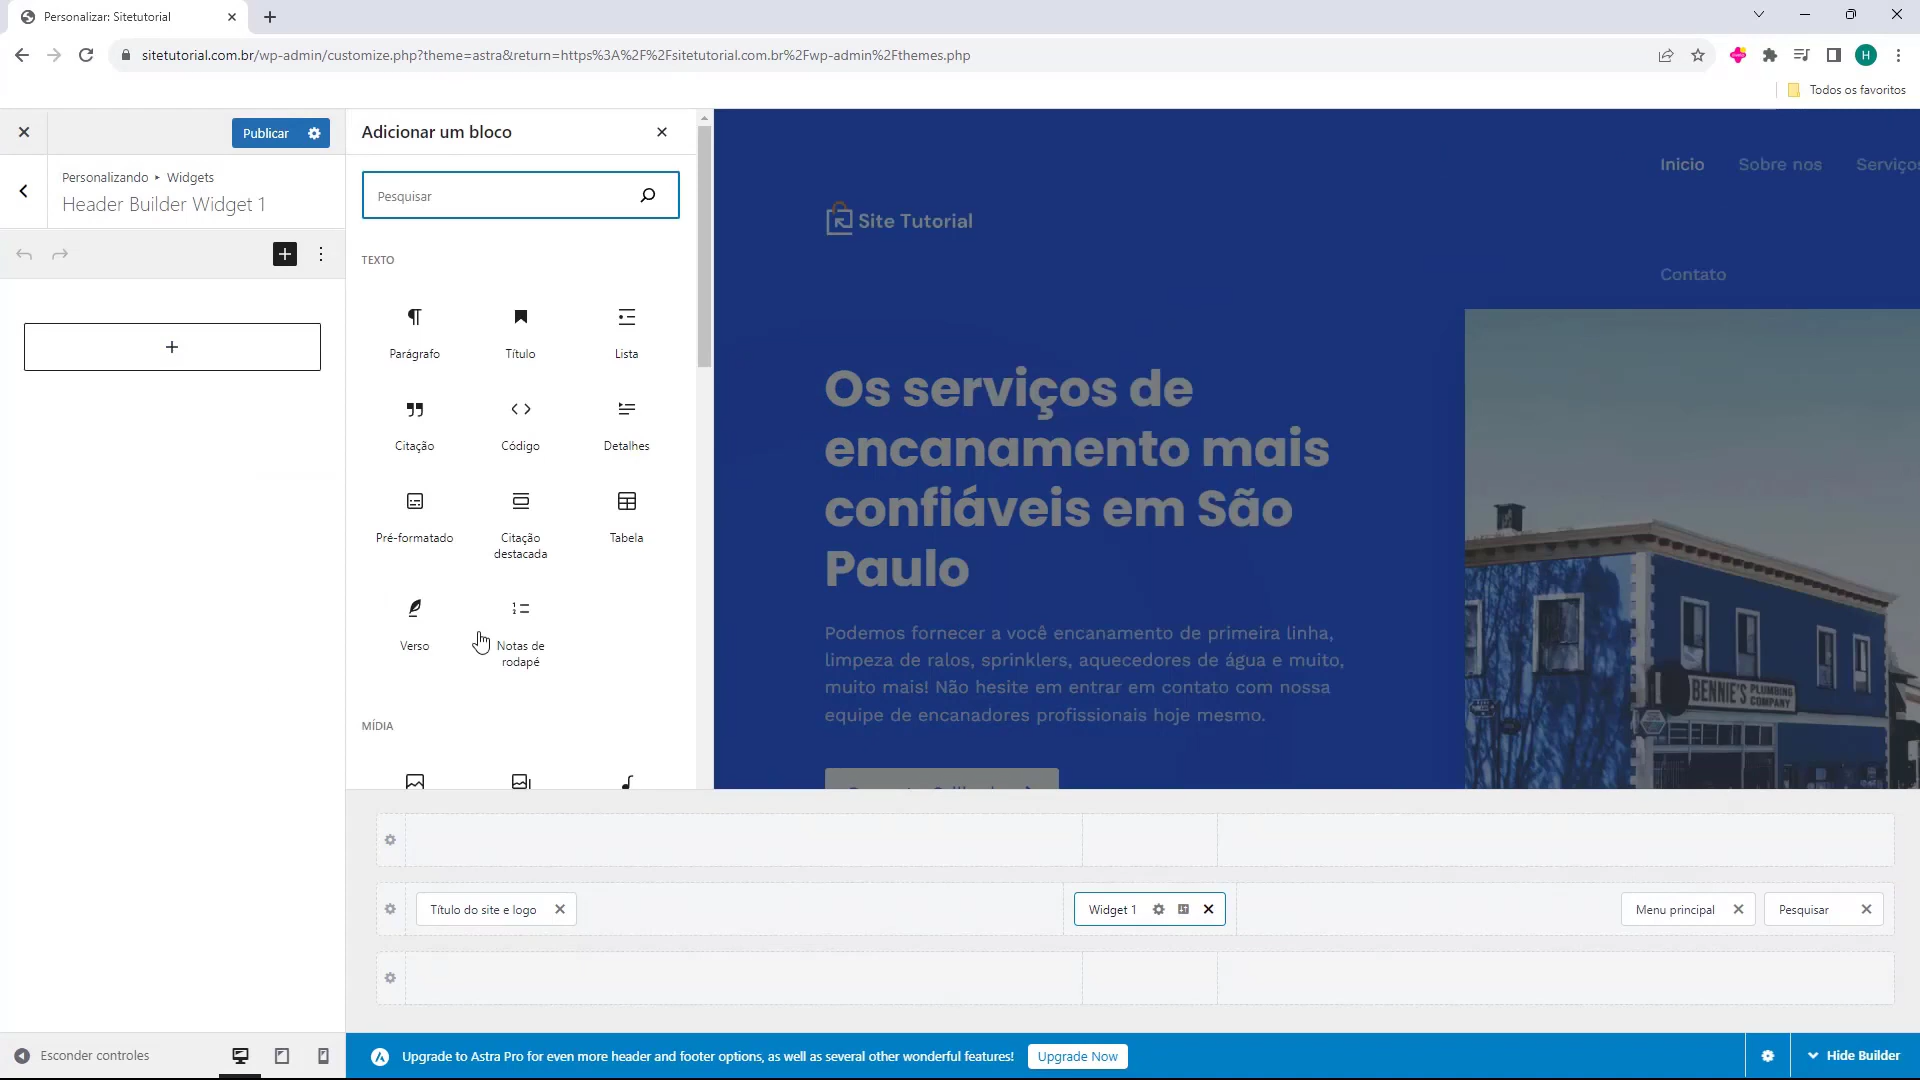 Personalizar: Sitetutorial
sitetutorial.com.br/wp-admin/customize.php?theme=astra&return=https%3A%2F%2Fsitetutorial.com.br%2Fwp-admin%2Fthemes.php
H
Todos os favoritos
Publicar
Personalizando ▸ Widgets
Header Builder Widget 1
Adicionar um bloco
Pesquisar
TEXTO
Parágrafo
Título
Lista
Citação
Código
Detalhes
Pré-formatado
Citação
destacada
Tabela
Verso
Notas de
rodapé
MÍDIA
Inicio
Sobre nos
Serviços
Site Tutorial
Contato
Os serviços de
encanamento mais
confiáveis em São
Paulo
Podemos fornecer a você encanamento de primeira linha,
limpeza de ralos, sprinklers, aquecedores de água e muito,
muito mais! Não hesite em entrar em contato com nossa
equipe de encanadores profissionais hoje mesmo.
BENNIE'S PLUMBING
COMPANY
Título do site e logo
Widget 1
Menu principal
Pesquisar
Esconder controles
Upgrade to Astra Pro for even more header and footer options, as well as several other wonderful features!
Upgrade Now
Hide Builder